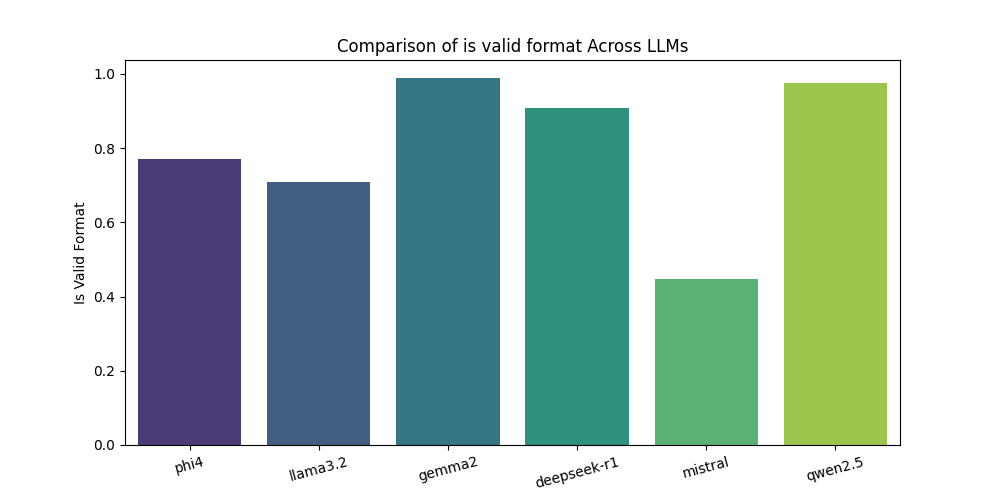 Comparison of is valid format Across LLMs
Is Valid Format
1.0
0.8
0.6
0.4
0.2
0.0
phi4
llama3.2
gemma2
deepseek-r1
mistral
qwen2.5